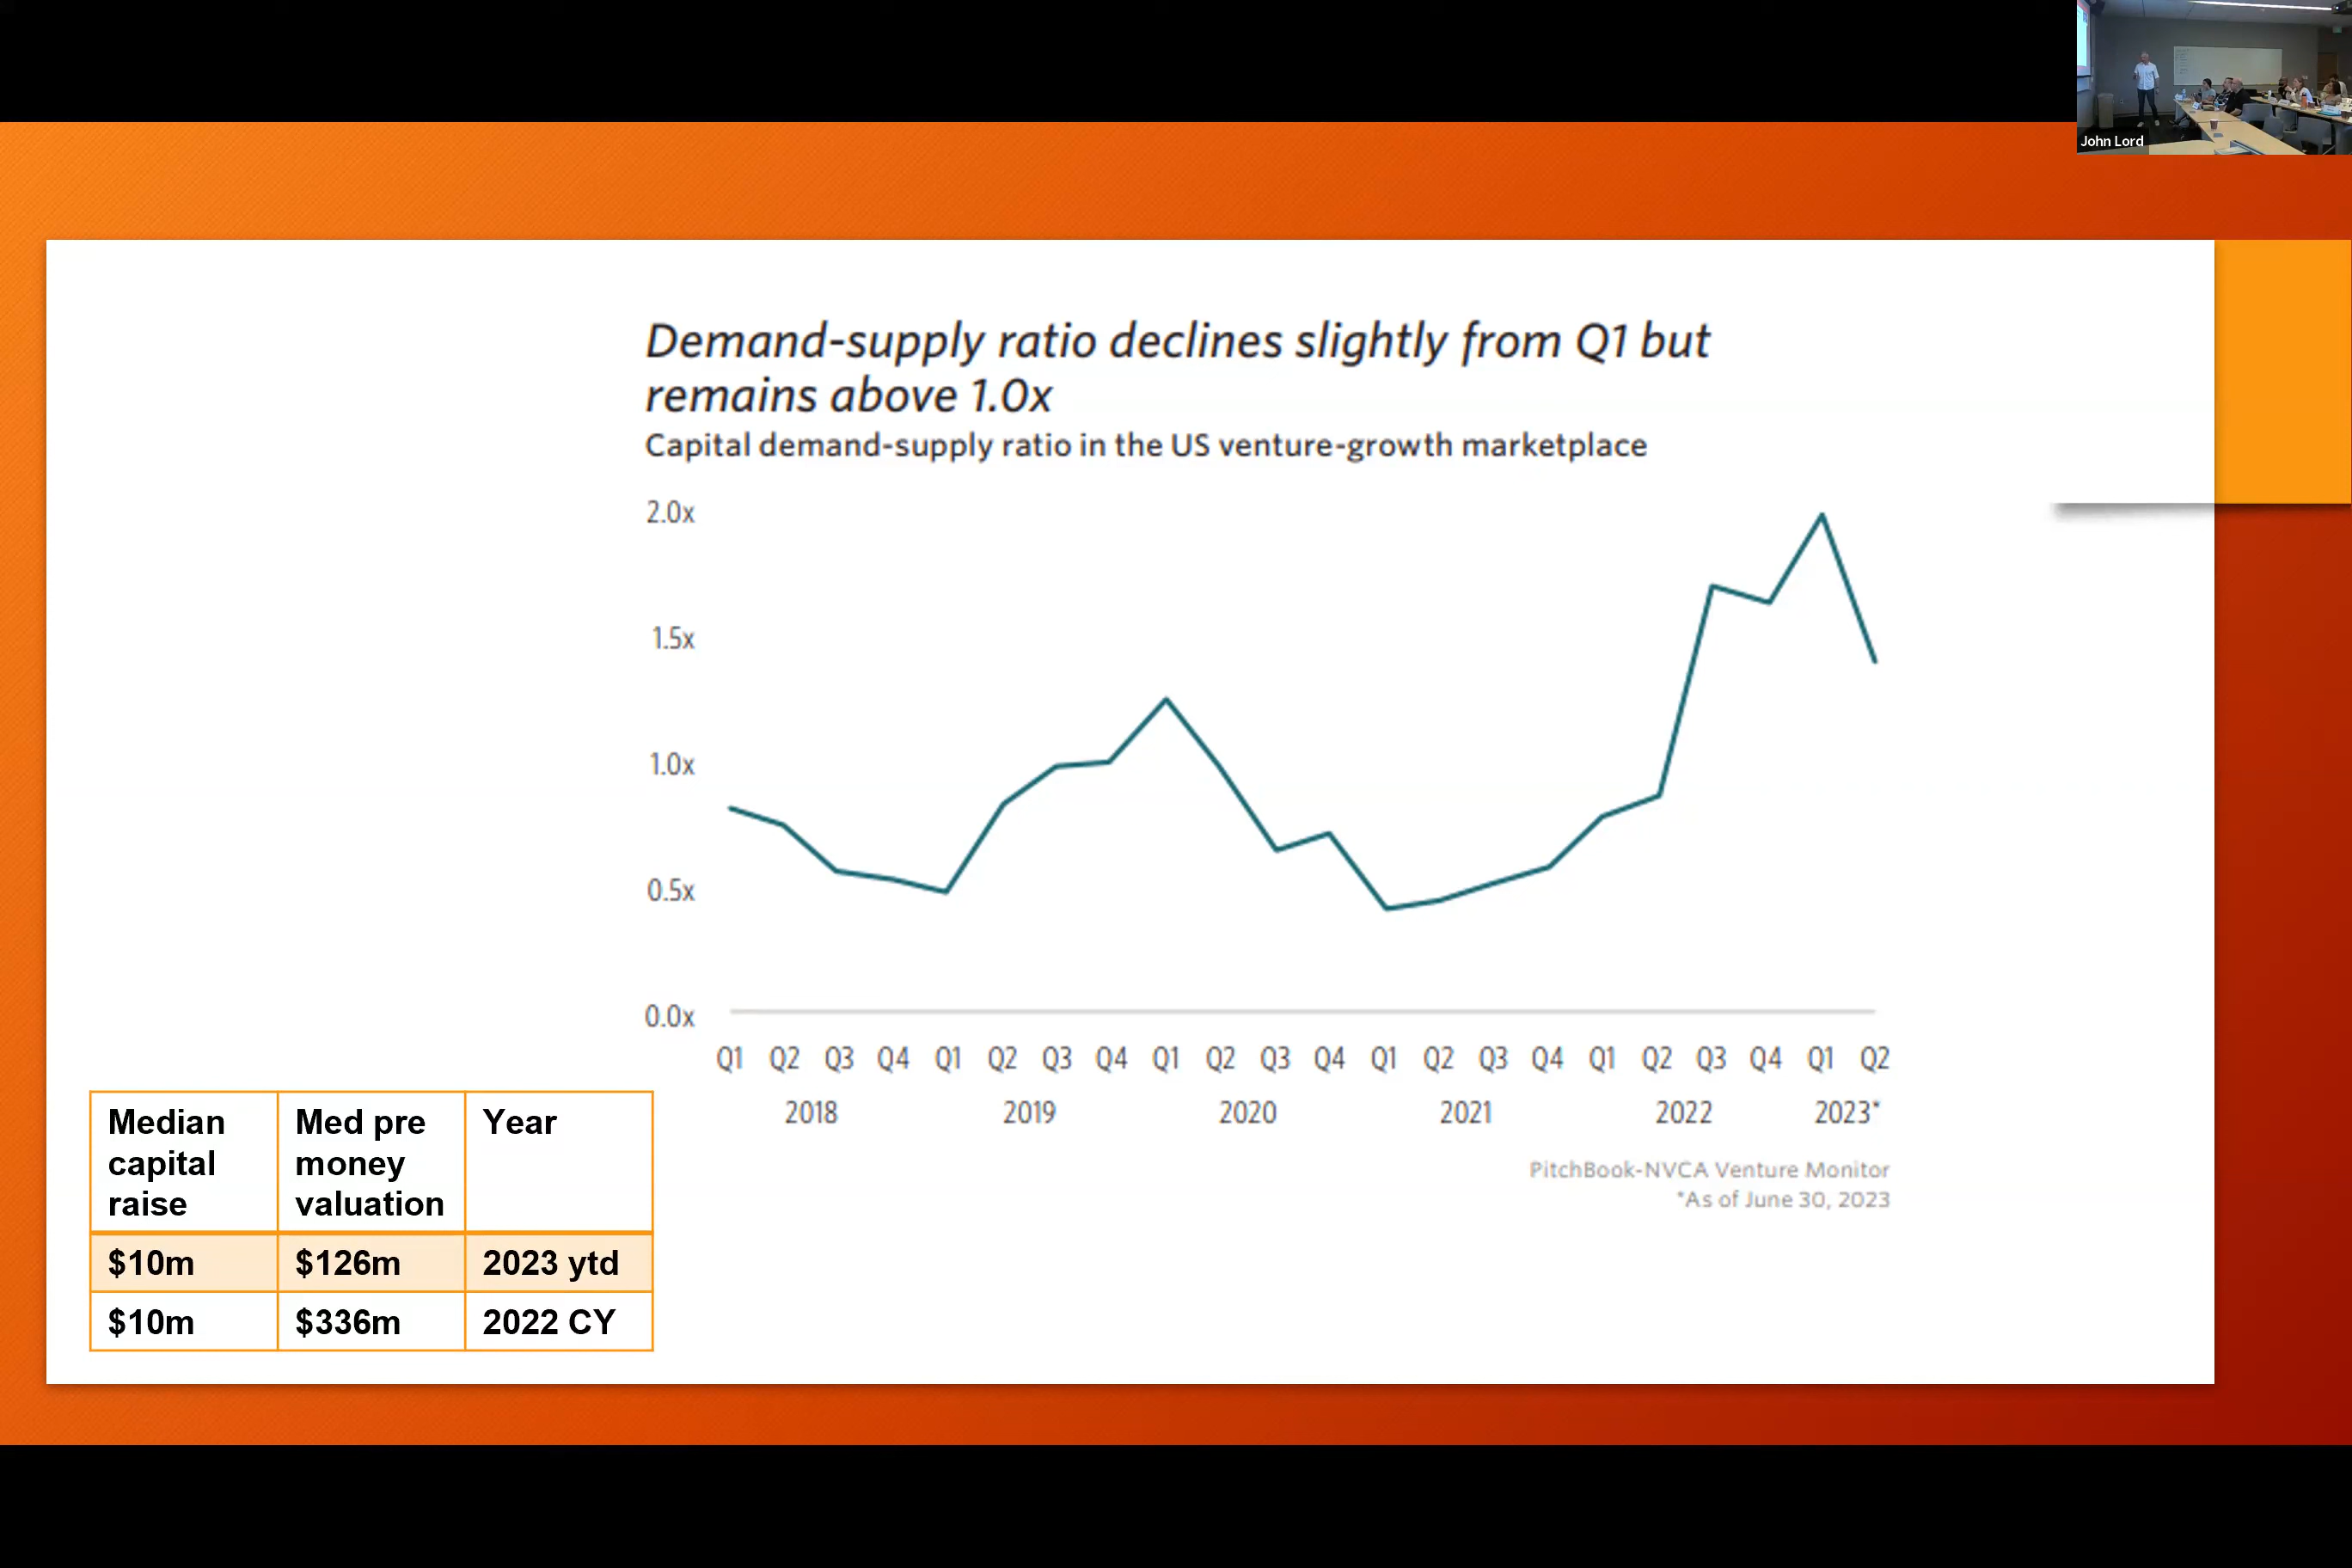 John Lord
Demand-supply ratio declines slightly from Q1 but
remains above 1.0x
Capital demand-supply ratio in the US venture-growth marketplace
2.0x
1.5x
1.0x
0.5x
0.0x
Q1 Q2 Q3 Q4 Q1 Q2 Q3 Q4 Q1 Q2 Q3 Q4 Q1 Q2 Q3 Q4 Q1 Q2 Q3 Q4 Q1 Q2
2018 2019 2020 2021 2022 2023*
PitchBook-NVCA Venture Monitor
*As of June 30, 2023
Median capital raise Med pre money valuation Year
$10m $126m 2023 ytd
$10m $336m 2022 CY